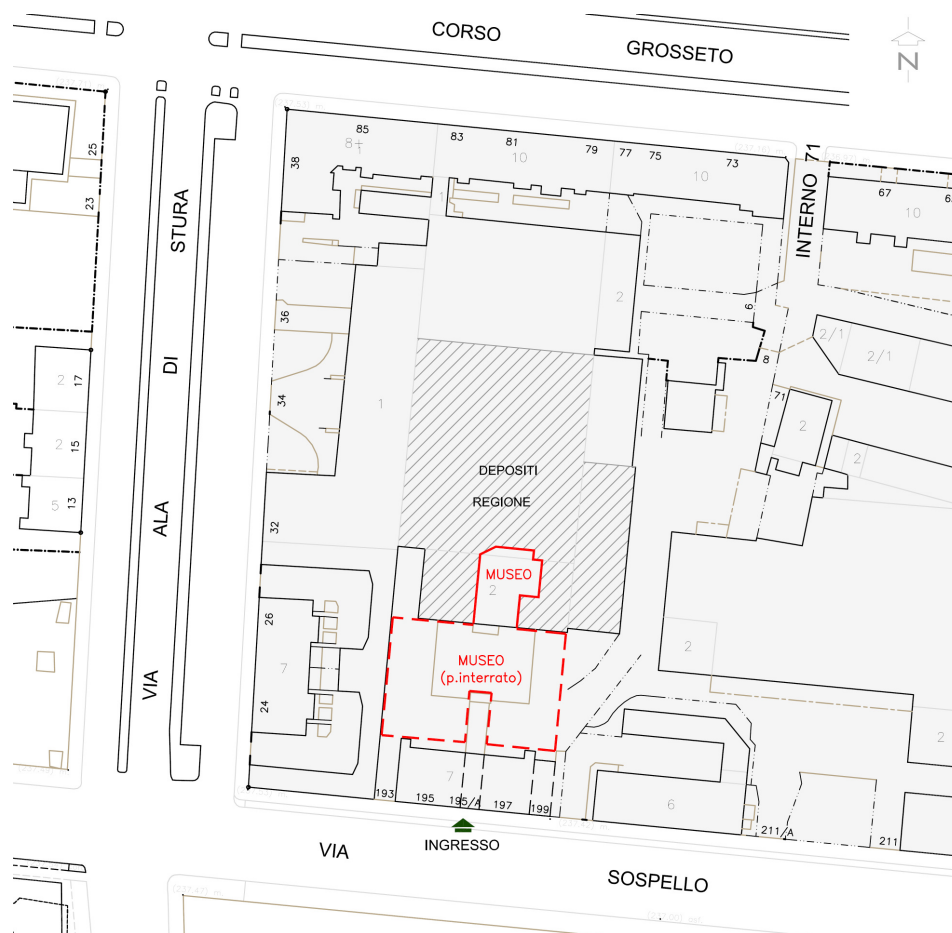 CORSO
GROSSETO
N
85
83
81
79
77
75
73
INTERNO 71
67
8+1
10
10
10
25
23
38
STURA
1
2
6
36
2/1
2/1
8
DI
2
17
34
1
71
2
2
15
DEPOSITI
REGIONE
2
5
13
ALA
32
MUSEO
2
26
7
MUSEO
(p.interrato)
2
VIA
24
2
7
6
193
195
195/A
197
199
211/A
211
INGRESSO
VIA
SOSPELLO